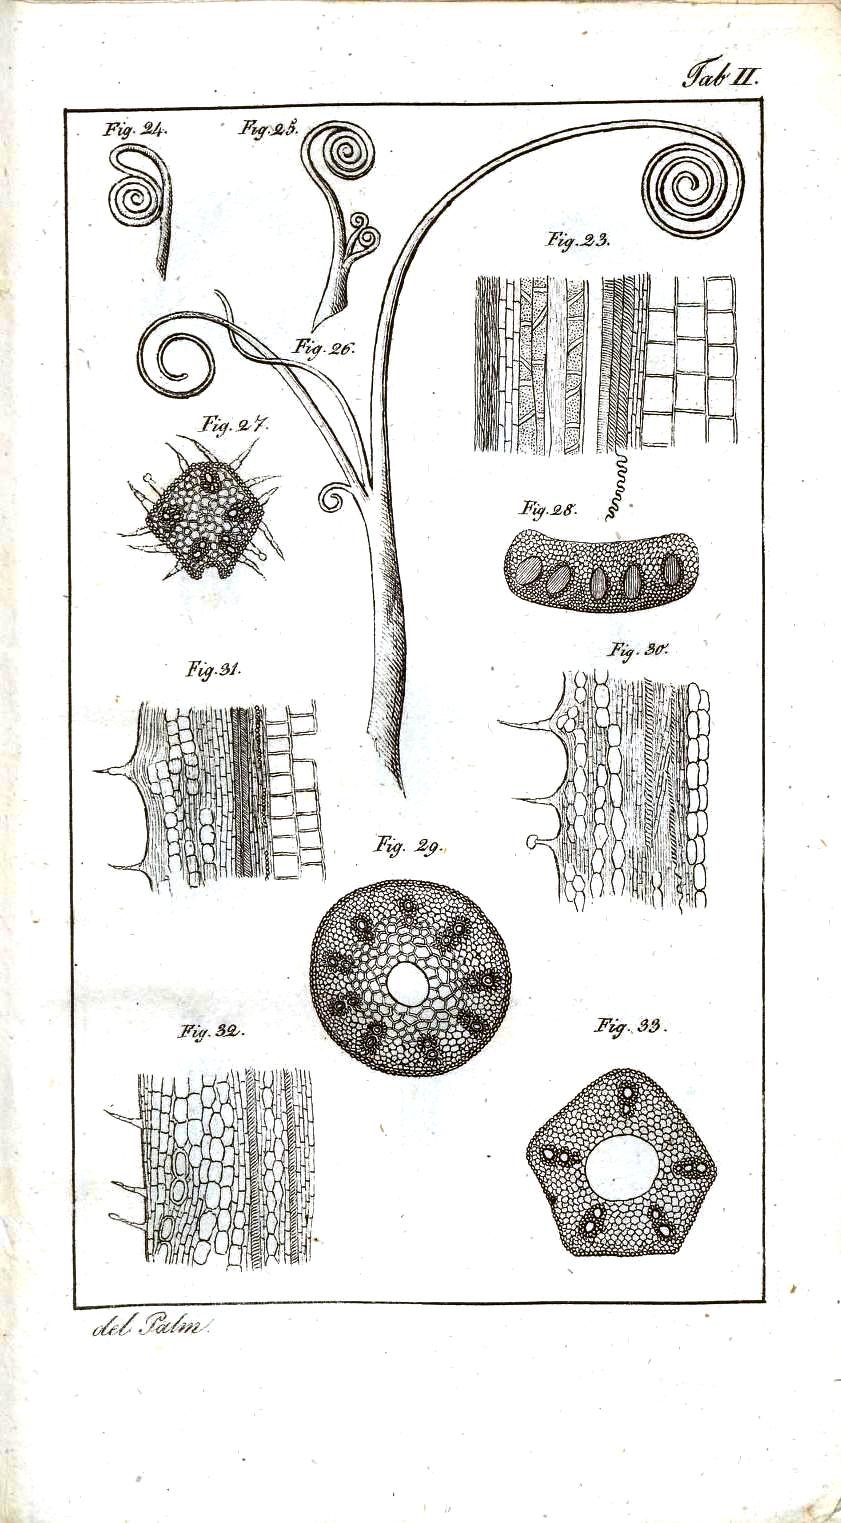 Tab II.
Fig. 24.
Fig. 25.
Fig. 23.
Fig. 26.
Fig. 27.
Fig. 28.
Fig. 30.
Fig. 31.
Fig. 29.
Fig. 32.
Fig. 33.
del Palm.